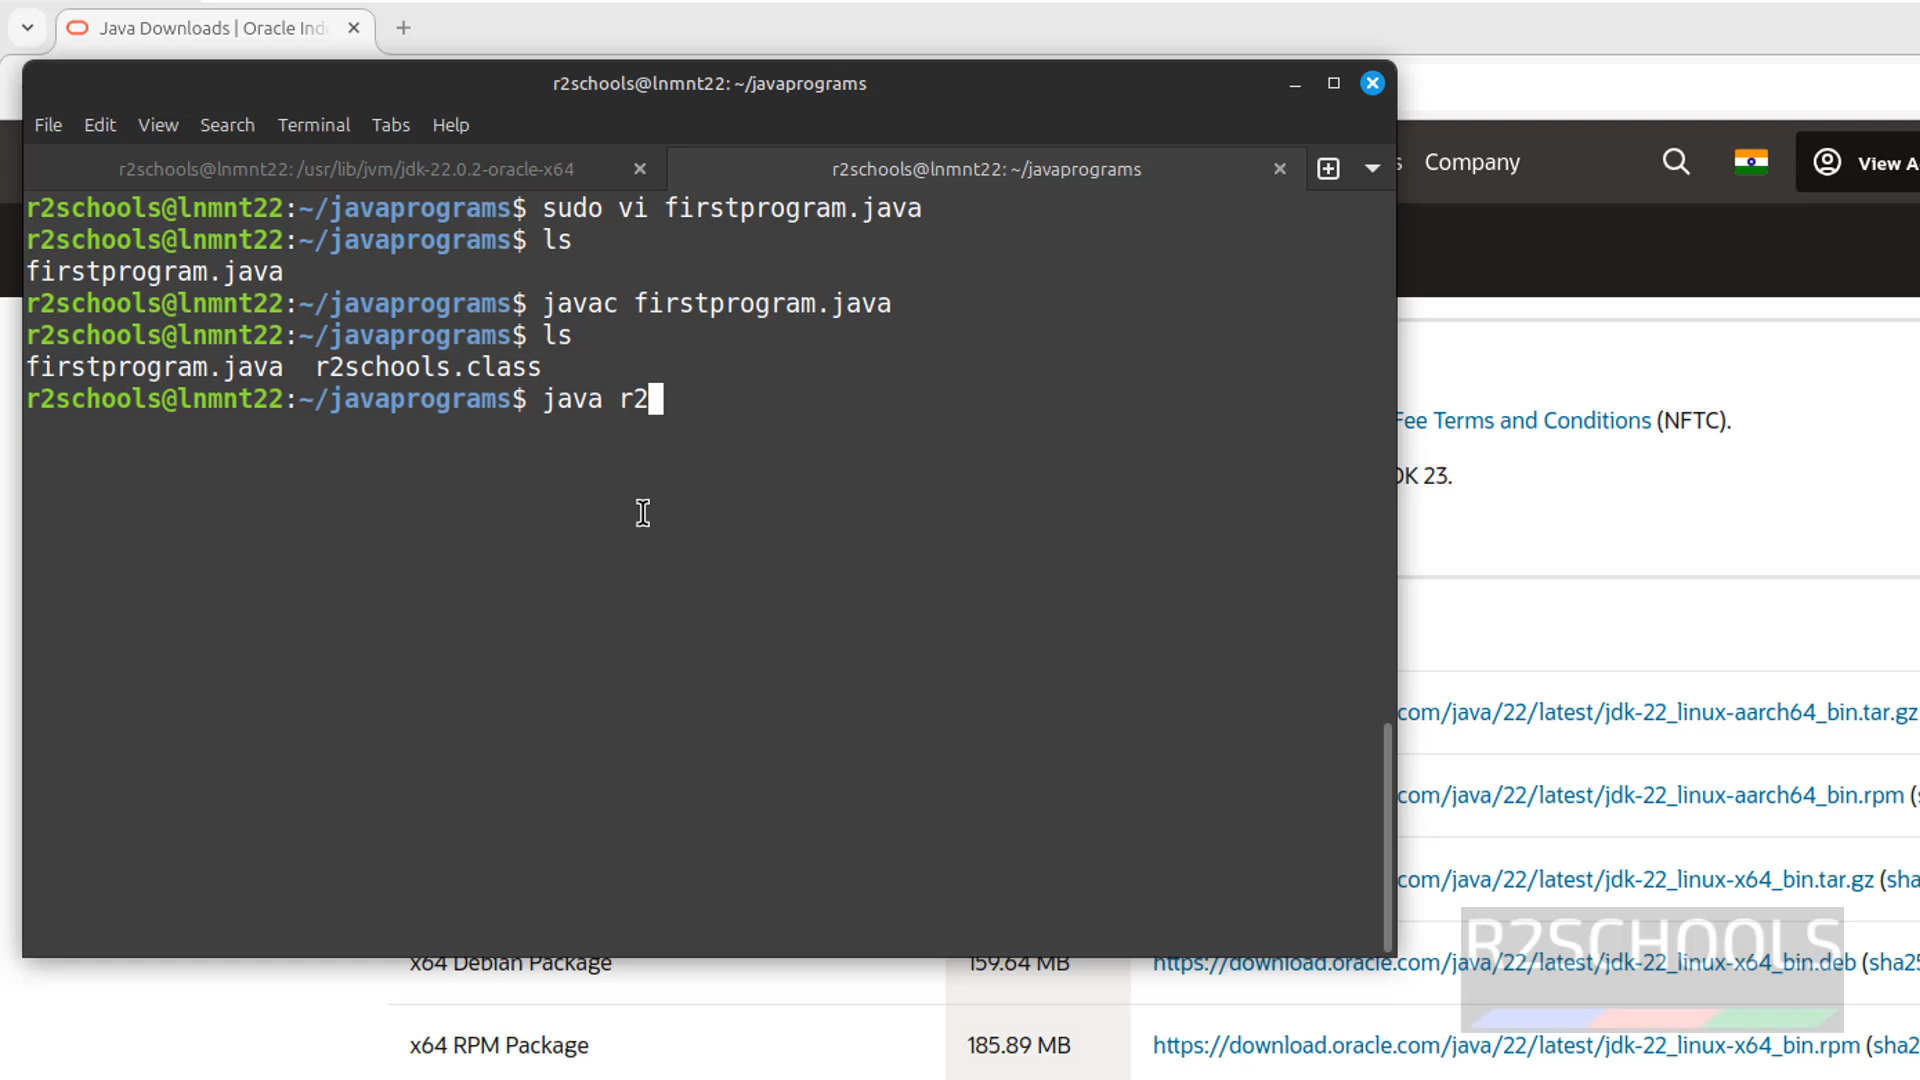 Java Downloads | Oracle Ind
r2schools@lnmnt22: ~/javaprograms
File Edit View Search Terminal Tabs Help
r2schools@lnmnt22: /usr/lib/jvm/jdk-22.0.2-oracle-x64
r2schools@lnmnt22: ~/javaprograms
s Company
View A
r2schools@lnmnt22:~/javaprograms$ sudo vi firstprogram.java
r2schools@lnmnt22:~/javaprograms$ ls
firstprogram.java
r2schools@lnmnt22:~/javaprograms$ javac firstprogram.java
r2schools@lnmnt22:~/javaprograms$ ls
firstprogram.java  r2schools.class
r2schools@lnmnt22:~/javaprograms$ java r2
Fee Terms and Conditions (NFTC).
DK 23.
com/java/22/latest/jdk-22_linux-aarch64_bin.tar.gz
com/java/22/latest/jdk-22_linux-aarch64_bin.rpm (s
com/java/22/latest/jdk-22_linux-x64_bin.tar.gz (sha
R2SCHOOLS
x64 Debian Package 159.64 MB https://download.oracle.com/java/22/latest/jdk-22_linux-x64_bin.deb (sha25
x64 RPM Package 185.89 MB https://download.oracle.com/java/22/latest/jdk-22_linux-x64_bin.rpm (sha2